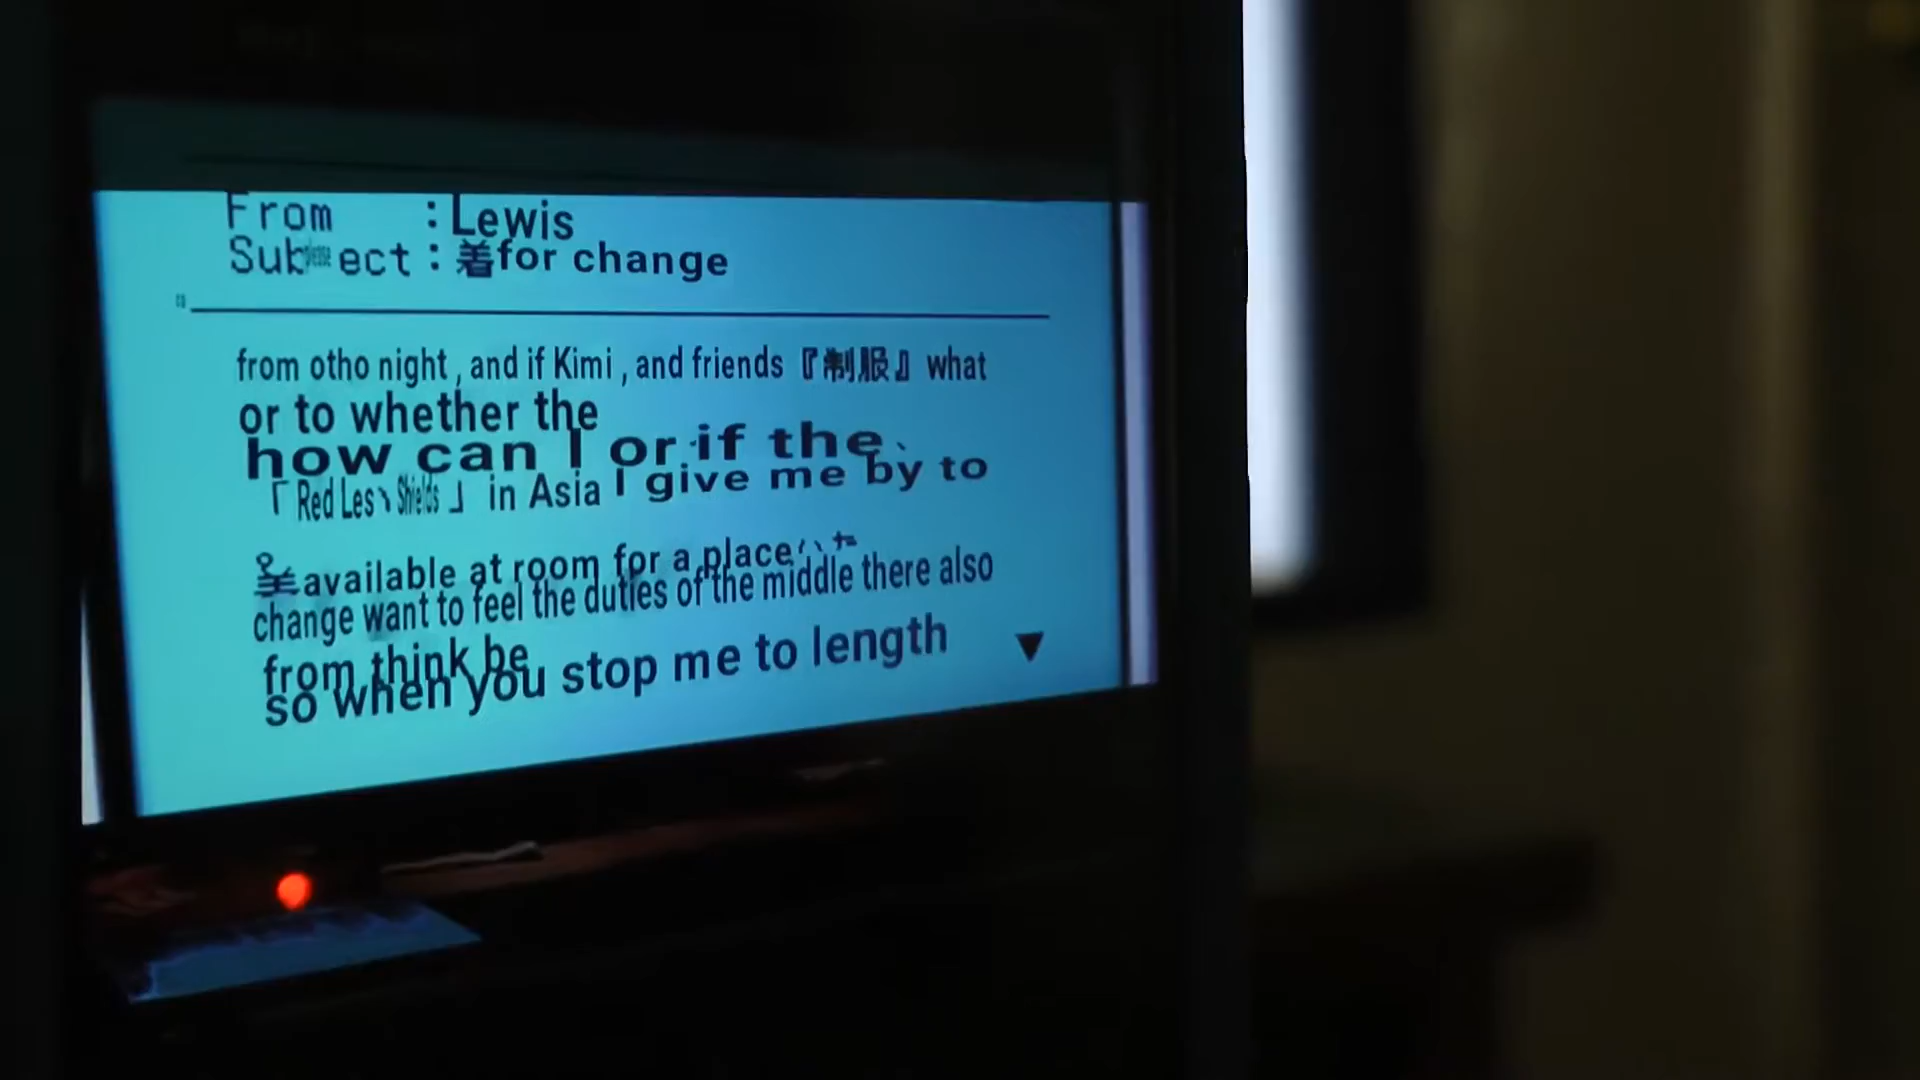 From : Lewis
Subject : 着for change
from otho night , and if Kimi , and friends 『制服』 what
or to whether the
how can I or if the
「Red Les、Shields」 in Asia I give me by to
available at room for a place
change want to feel the duties of the middle there also
from think be
so when you stop me to length